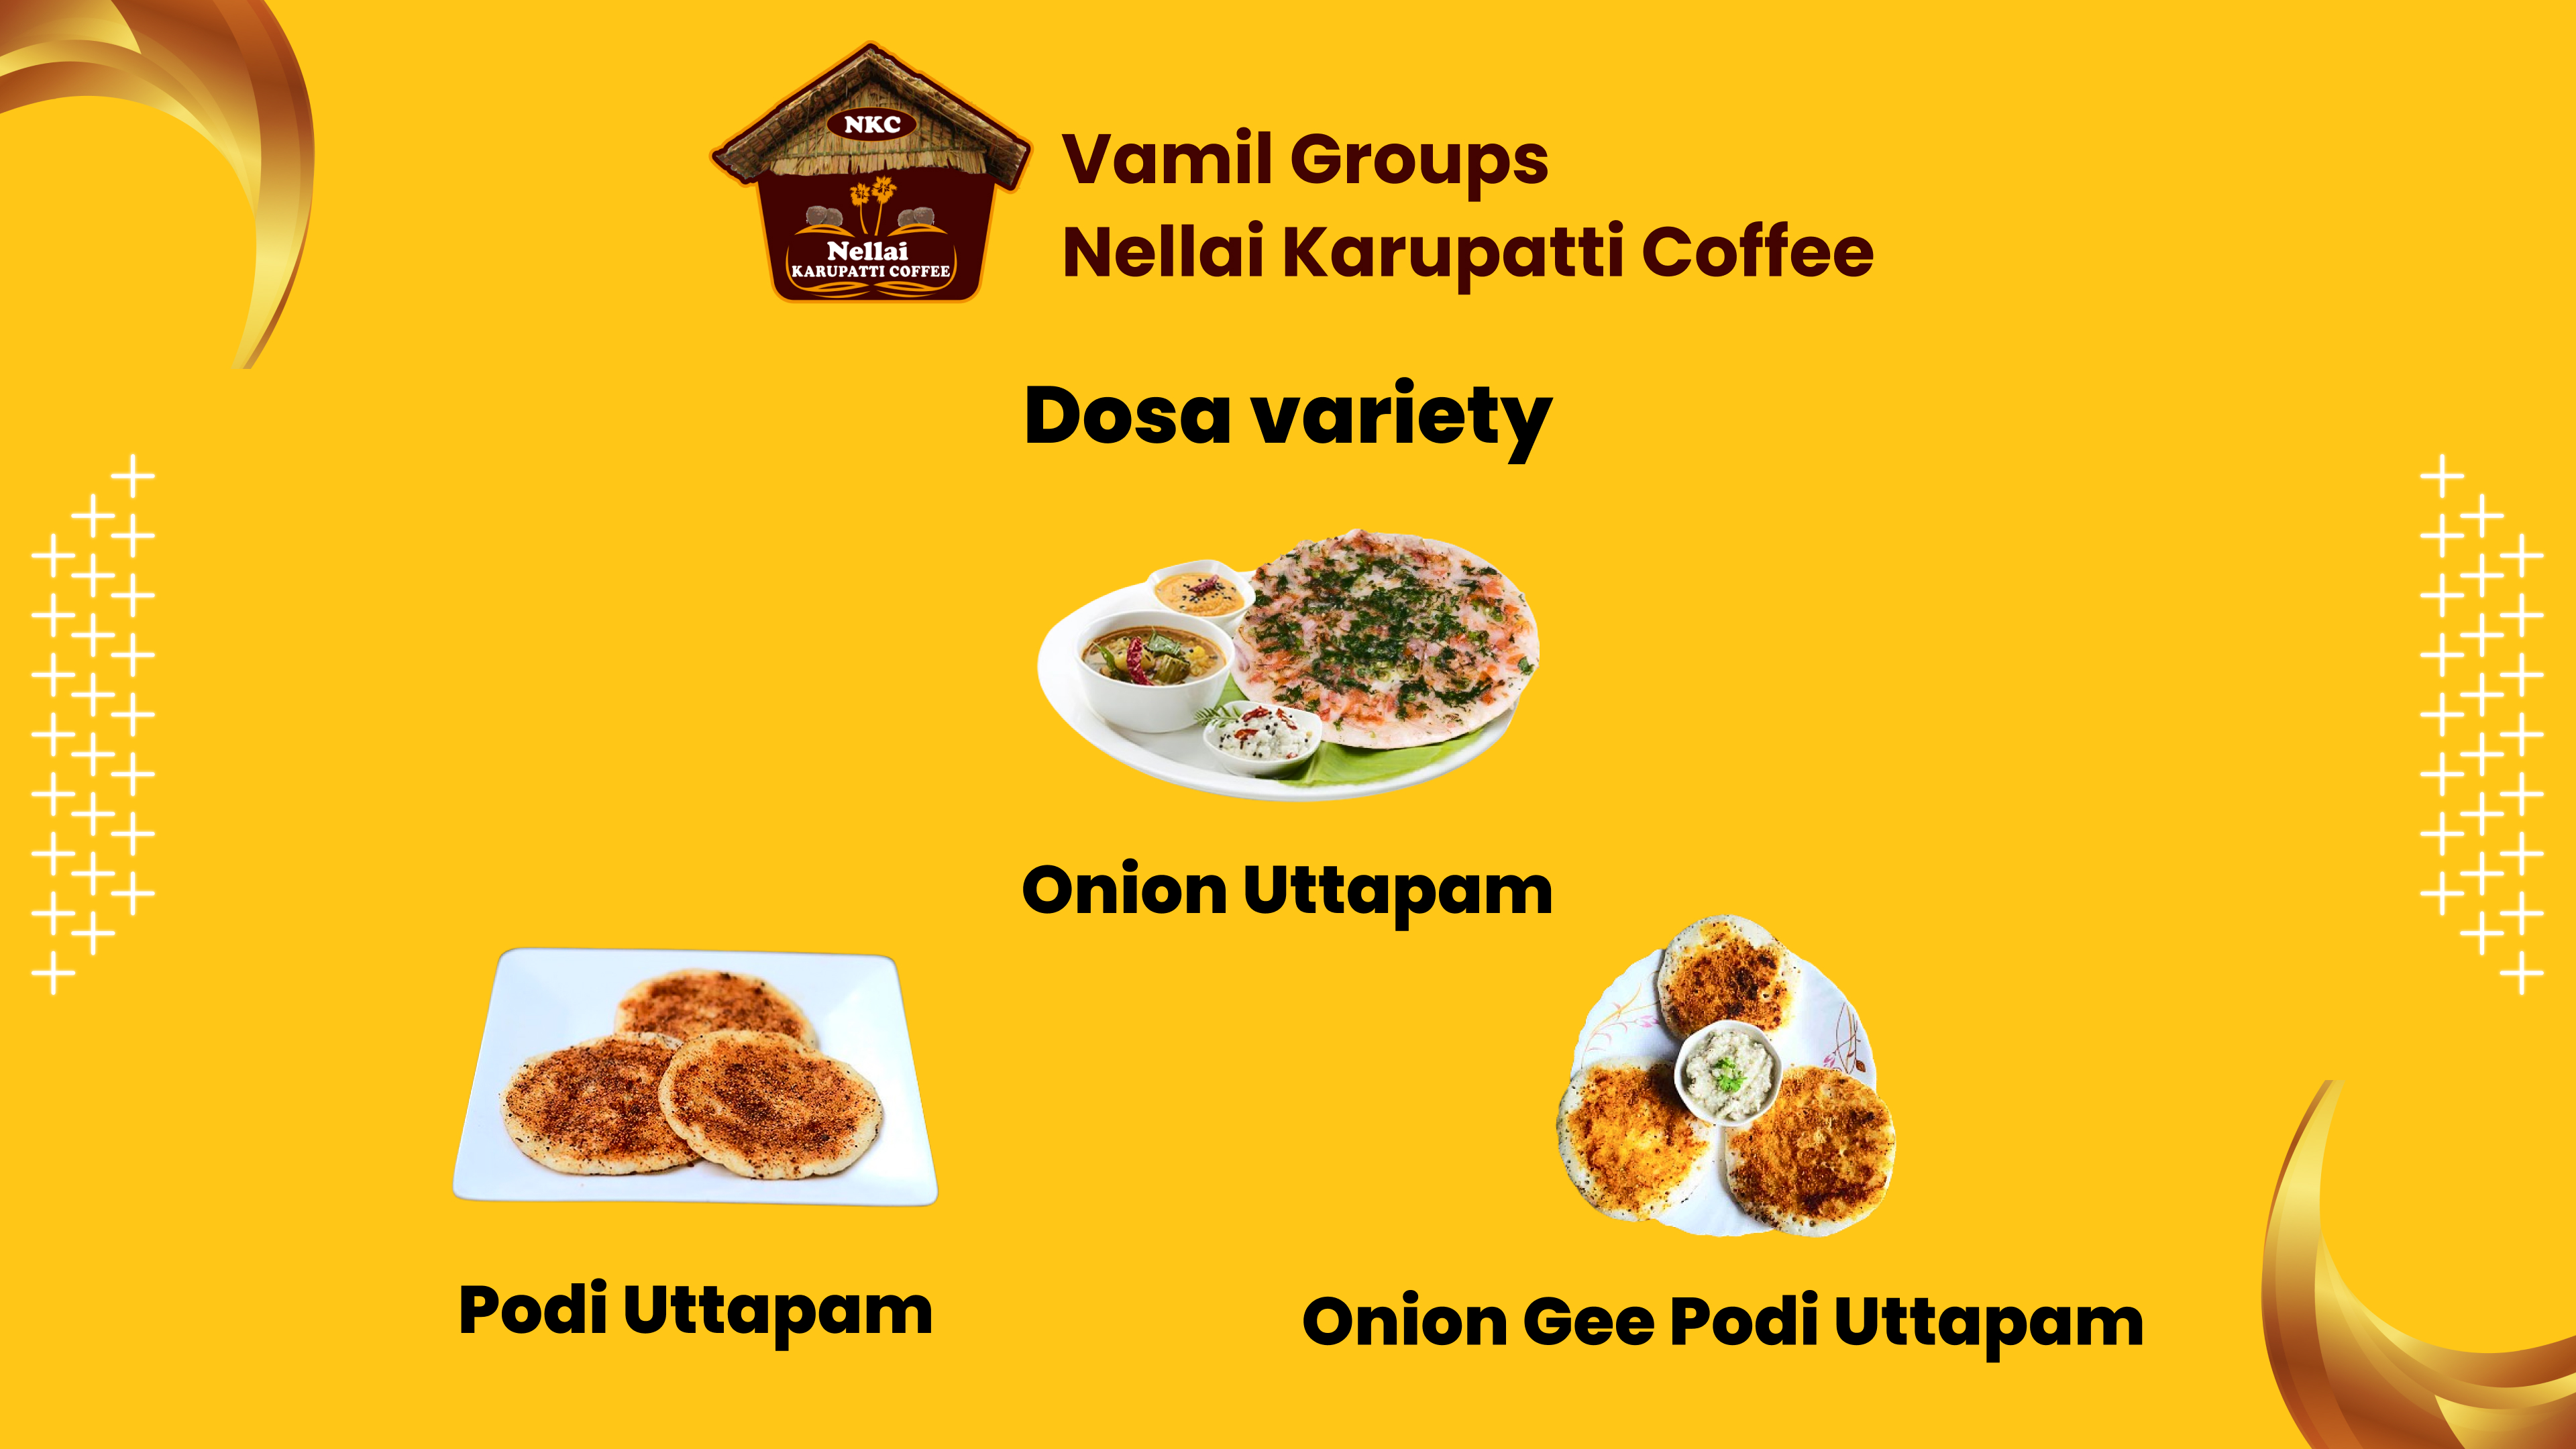 NKC
Nellai
KARUPATTI COFFEE
Vamil Groups
Nellai Karupatti Coffee
Dosa variety
Onion Uttapam
Podi Uttapam
Onion Gee Podi Uttapam